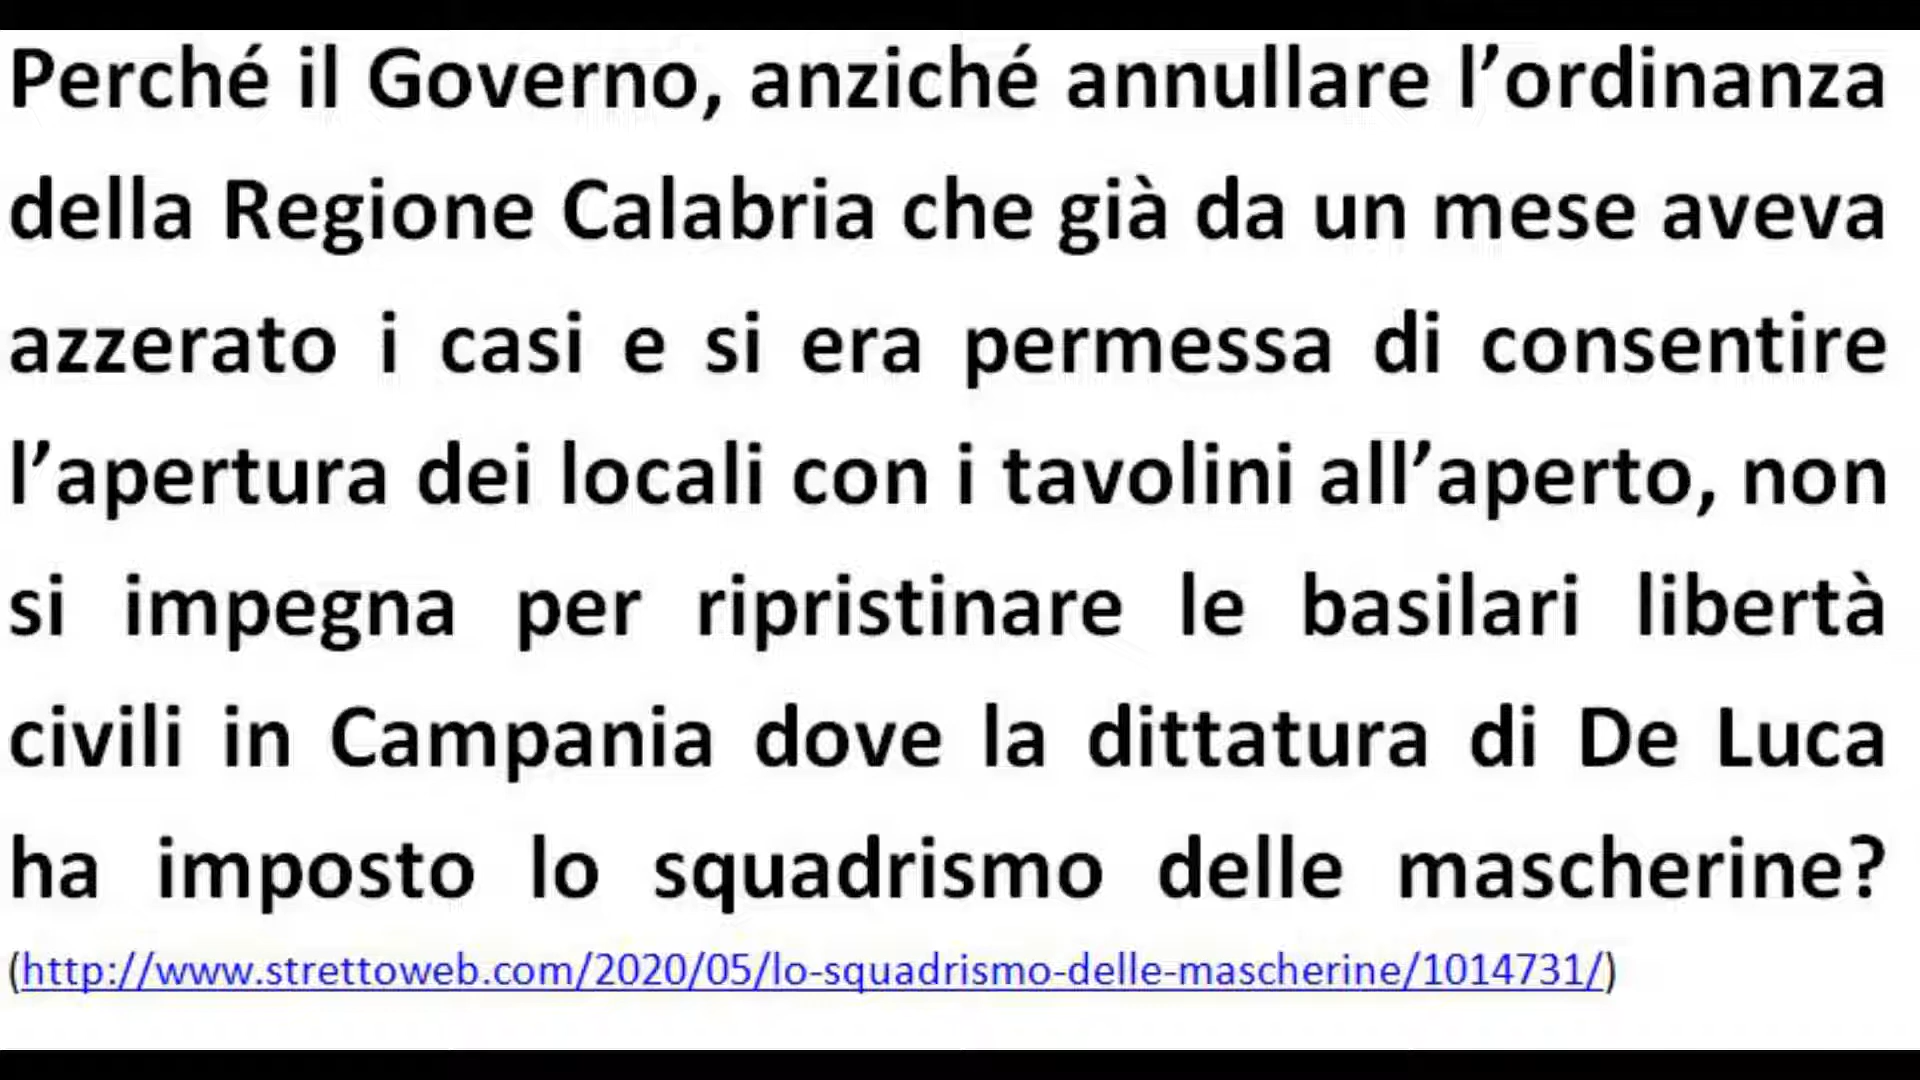 Perché il Governo, anziché annullare l’ordinanza
della Regione Calabria che già da un mese aveva
azzerato i casi e si era permessa di consentire
l’apertura dei locali con i tavolini all’aperto, non
si impegna per ripristinare le basilari libertà
civili in Campania dove la dittatura di De Luca
ha imposto lo squadrismo delle mascherine?
(http://www.strettoweb.com/2020/05/lo-squadrismo-delle-mascherine/1014731/)